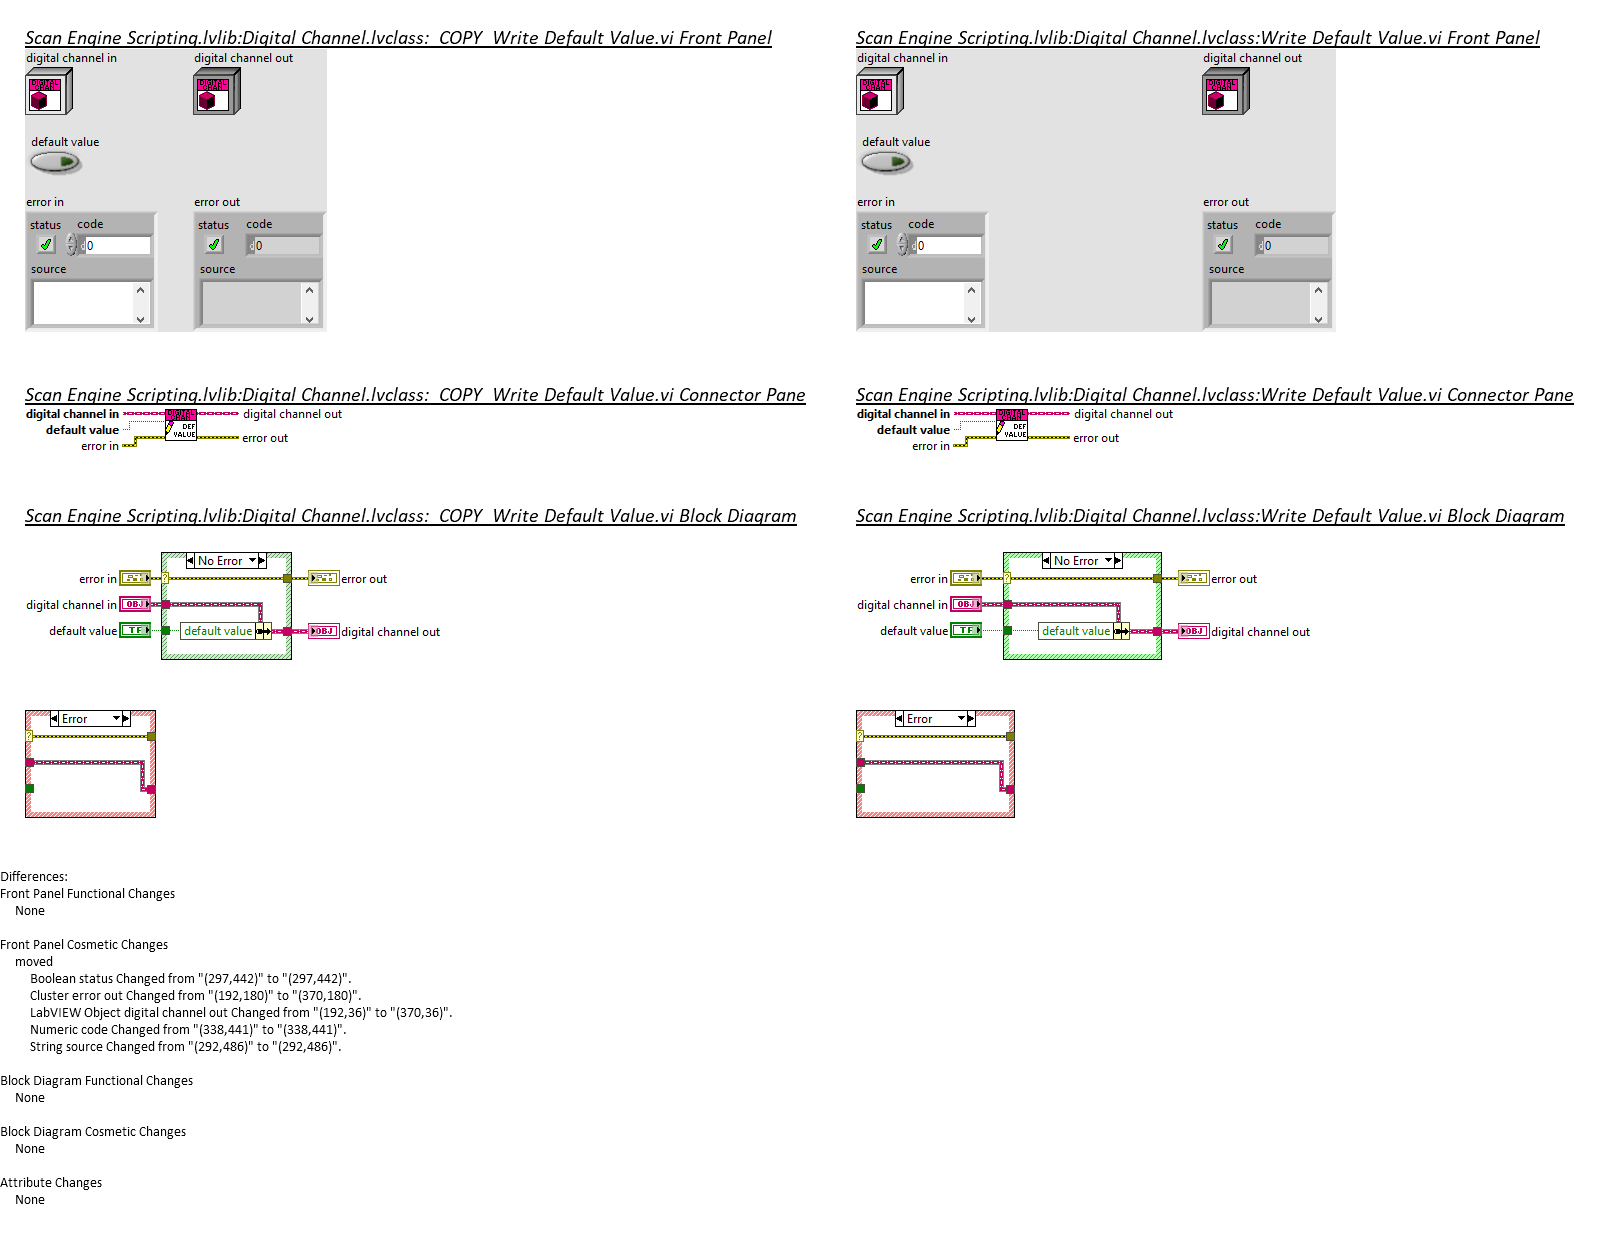 Scan Engine Scripting.lvlib:Digital Channel.lvclass:  COPY  Write Default Value.vi Front Panel
digital channel in
digital channel out
DIGITAL
CHAN
DIGITAL
CHAN
default value
error in
error out
status
code
status
code
0
0
source
source
Scan Engine Scripting.lvlib:Digital Channel.lvclass:Write Default Value.vi Front Panel
digital channel in
digital channel out
DIGITAL
CHAN
DIGITAL
CHAN
default value
error in
error out
status
code
status
code
0
0
source
source
Scan Engine Scripting.lvlib:Digital Channel.lvclass:  COPY  Write Default Value.vi Connector Pane
digital channel in
digital channel out
default value
error in
error out
DIGITAL
CHAN
DEF
VALUE
Scan Engine Scripting.lvlib:Digital Channel.lvclass:Write Default Value.vi Connector Pane
digital channel in
digital channel out
default value
error in
error out
DIGITAL
CHAN
DEF
VALUE
Scan Engine Scripting.lvlib:Digital Channel.lvclass:  COPY  Write Default Value.vi Block Diagram
No Error
error in
?
error out
digital channel in
OBJ
default value
TF
default value
OBJ
digital channel out
Error
?
Scan Engine Scripting.lvlib:Digital Channel.lvclass:Write Default Value.vi Block Diagram
No Error
error in
?
error out
digital channel in
OBJ
default value
TF
default value
OBJ
digital channel out
Error
?
Differences:
Front Panel Functional Changes
None
Front Panel Cosmetic Changes
moved
Boolean status Changed from "(297,442)" to "(297,442)".
Cluster error out Changed from "(192,180)" to "(370,180)".
LabVIEW Object digital channel out Changed from "(192,36)" to "(370,36)".
Numeric code Changed from "(338,441)" to "(338,441)".
String source Changed from "(292,486)" to "(292,486)".
Block Diagram Functional Changes
None
Block Diagram Cosmetic Changes
None
Attribute Changes
None